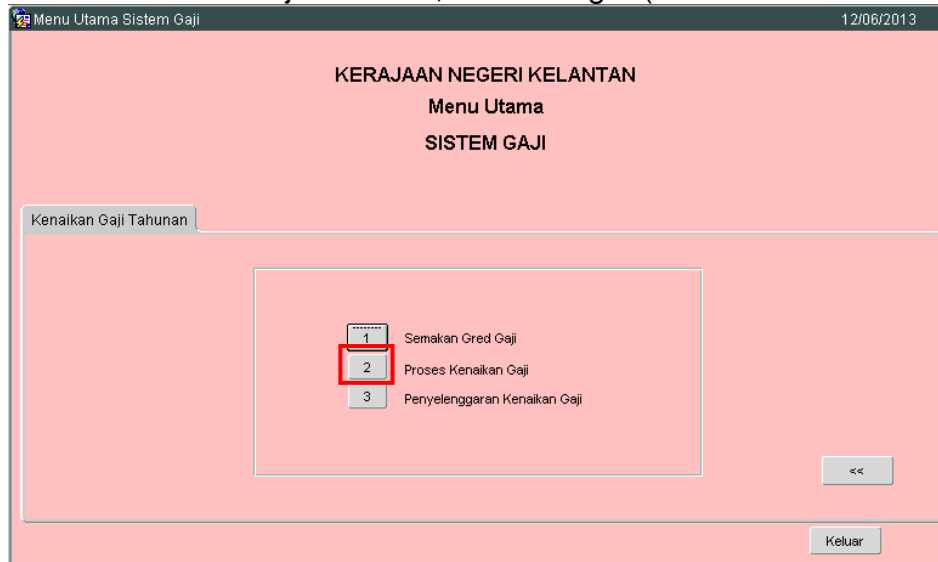 Menu Utama Sistem Gaji 12/06/2013
KERAJAAN NEGERI KELANTAN
Menu Utama
SISTEM GAJI
Kenaikan Gaji Tahunan
1 Semakan Gred Gaji
2 Proses Kenaikan Gaji
3 Penyelenggaran Kenaikan Gaji
<<
Keluar